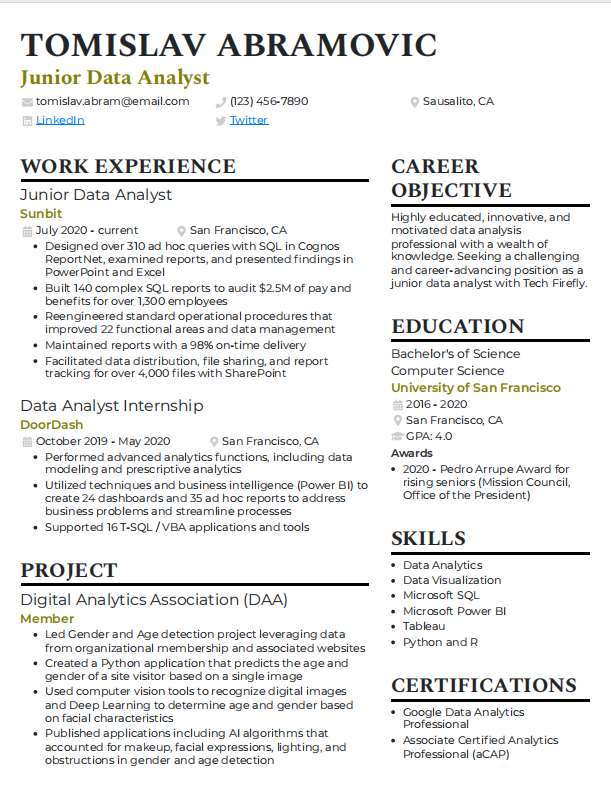 TOMISLAV ABRAMOVIC
Junior Data Analyst
tomislav.abram@email.com
(123) 456-7890
Sausalito, CA
LinkedIn
Twitter
WORK EXPERIENCE
Junior Data Analyst
Sunbit
July 2020 - current
San Francisco, CA
• Designed over 310 ad hoc queries with SQL in Cognos
ReportNet, examined reports, and presented findings in
PowerPoint and Excel
• Built 140 complex SQL reports to audit $2.5M of pay and
benefits for over 1,300 employees
• Reengineered standard operational procedures that
improved 22 functional areas and data management
• Maintained reports with a 98% on-time delivery
• Facilitated data distribution, file sharing, and report
tracking for over 4,000 files with SharePoint
Data Analyst Internship
DoorDash
October 2019 - May 2020
San Francisco, CA
• Performed advanced analytics functions, including data
modeling and prescriptive analytics
• Utilized techniques and business intelligence (Power BI) to
create 24 dashboards and 35 ad hoc reports to address
business problems and streamline processes
• Supported 16 T-SQL / VBA applications and tools
PROJECT
Digital Analytics Association (DAA)
Member
• Led Gender and Age detection project leveraging data
from organizational membership and associated websites
• Created a Python application that predicts the age and
gender of a site visitor based on a single image
• Used computer vision tools to recognize digital images
and Deep Learning to determine age and gender based
on facial characteristics
• Published applications including AI algorithms that
accounted for makeup, facial expressions, lighting, and
obstructions in gender and age detection
CAREER
OBJECTIVE
Highly educated, innovative, and
motivated data analysis
professional with a wealth of
knowledge. Seeking a challenging
and career-advancing position as a
junior data analyst with Tech Firefly.
EDUCATION
Bachelor's of Science
Computer Science
University of San Francisco
2016 - 2020
San Francisco, CA
GPA: 4.0
Awards
• 2020 - Pedro Arrupe Award for
rising seniors (Mission Council,
Office of the President)
SKILLS
• Data Analytics
• Data Visualization
• Microsoft SQL
• Microsoft Power BI
• Tableau
• Python and R
CERTIFICATIONS
• Google Data Analytics
Professional
• Associate Certified Analytics
Professional (aCAP)